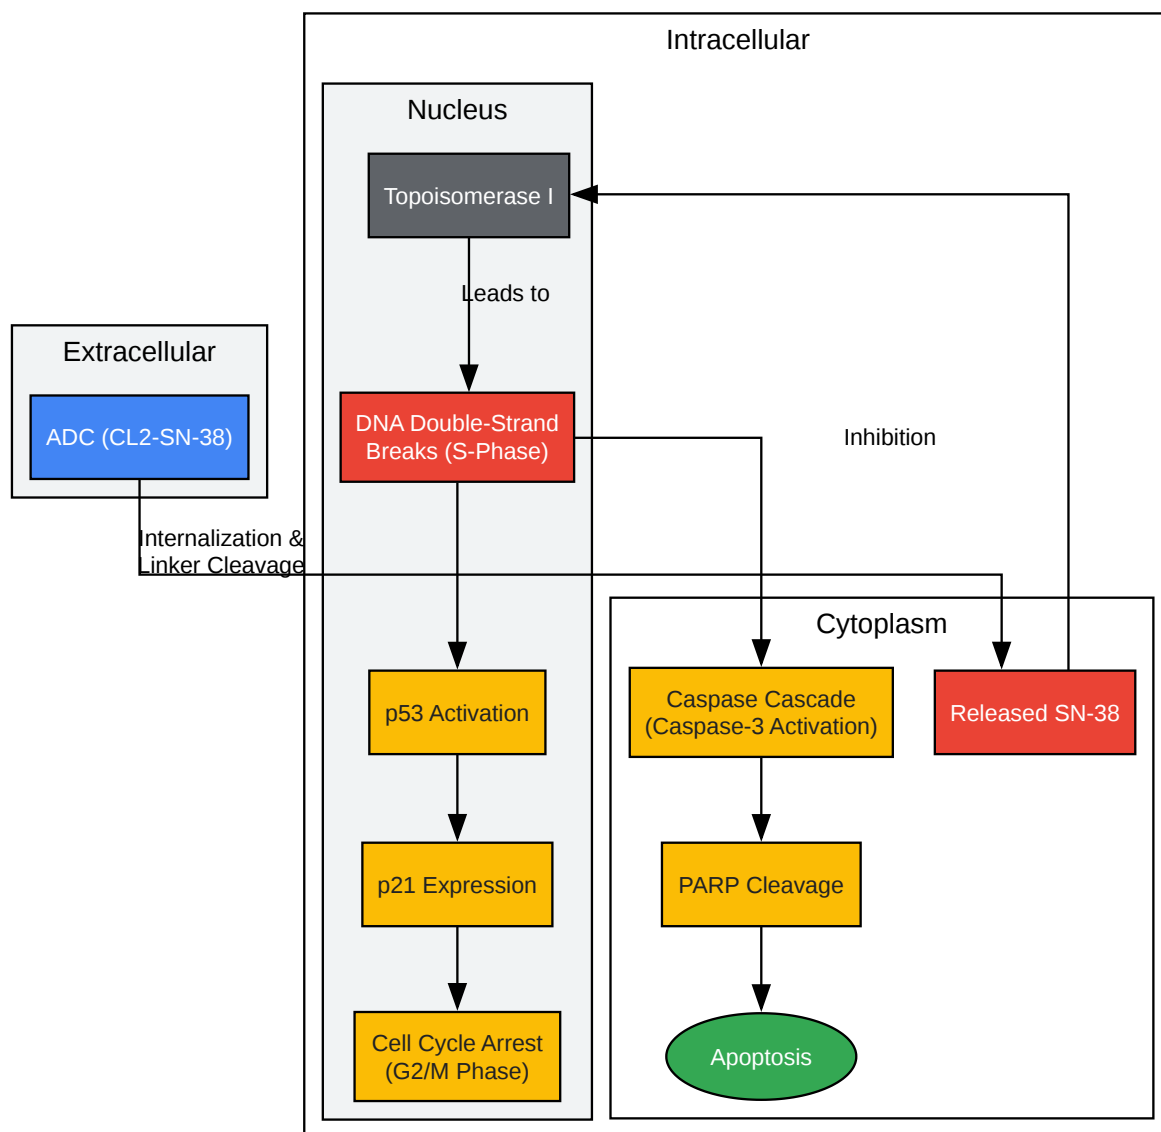 Intracellular
Nucleus
Topoisomerase I
Leads to
Extracellular
ADC (CL2-SN-38)
DNA Double-Strand
Breaks (S-Phase)
Inhibition
Internalization &
Linker Cleavage
Cytoplasm
p53 Activation
Caspase Cascade
(Caspase-3 Activation)
Released SN-38
p21 Expression
PARP Cleavage
Cell Cycle Arrest
(G2/M Phase)
Apoptosis